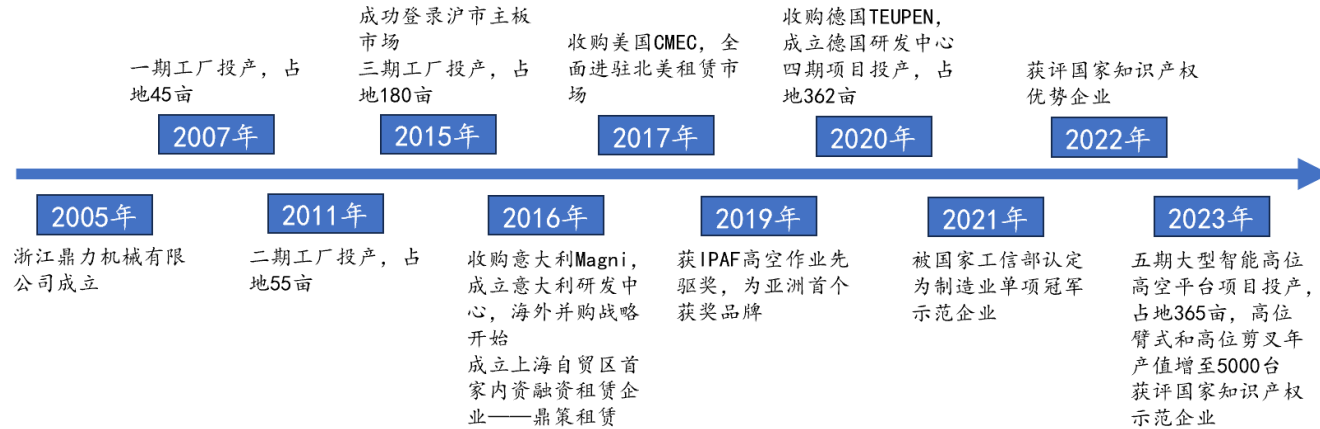 2005年
浙江鼎力机械有限
公司成立
一期工厂投产，占
地45亩
2007年
2011年
二期工厂投产，占
地55亩
成功登录沪市主板
市场
三期工厂投产，占
地180亩
2015年
2016年
收购意大利Magni，
成立意大利研发中
心，海外并购战略
开始
成立上海自贸区首
家内资融资租赁企
业——鼎策租赁
收购美国CMEC，全
面进驻北美租赁市
场
2017年
2019年
获IPAF高空作业先
驱奖，为亚洲首个
获奖品牌
收购德国TEUPEN，
成立德国研发中心
四期项目投产，占
地362亩
2020年
2021年
被国家工信部认定
为制造业单项冠军
示范企业
获评国家知识产权
优势企业
2022年
2023年
五期大型智能高位
高空平台项目投产，
占地365亩，高位
臂式和高位剪叉年
产值增至5000台
获评国家知识产权
示范企业